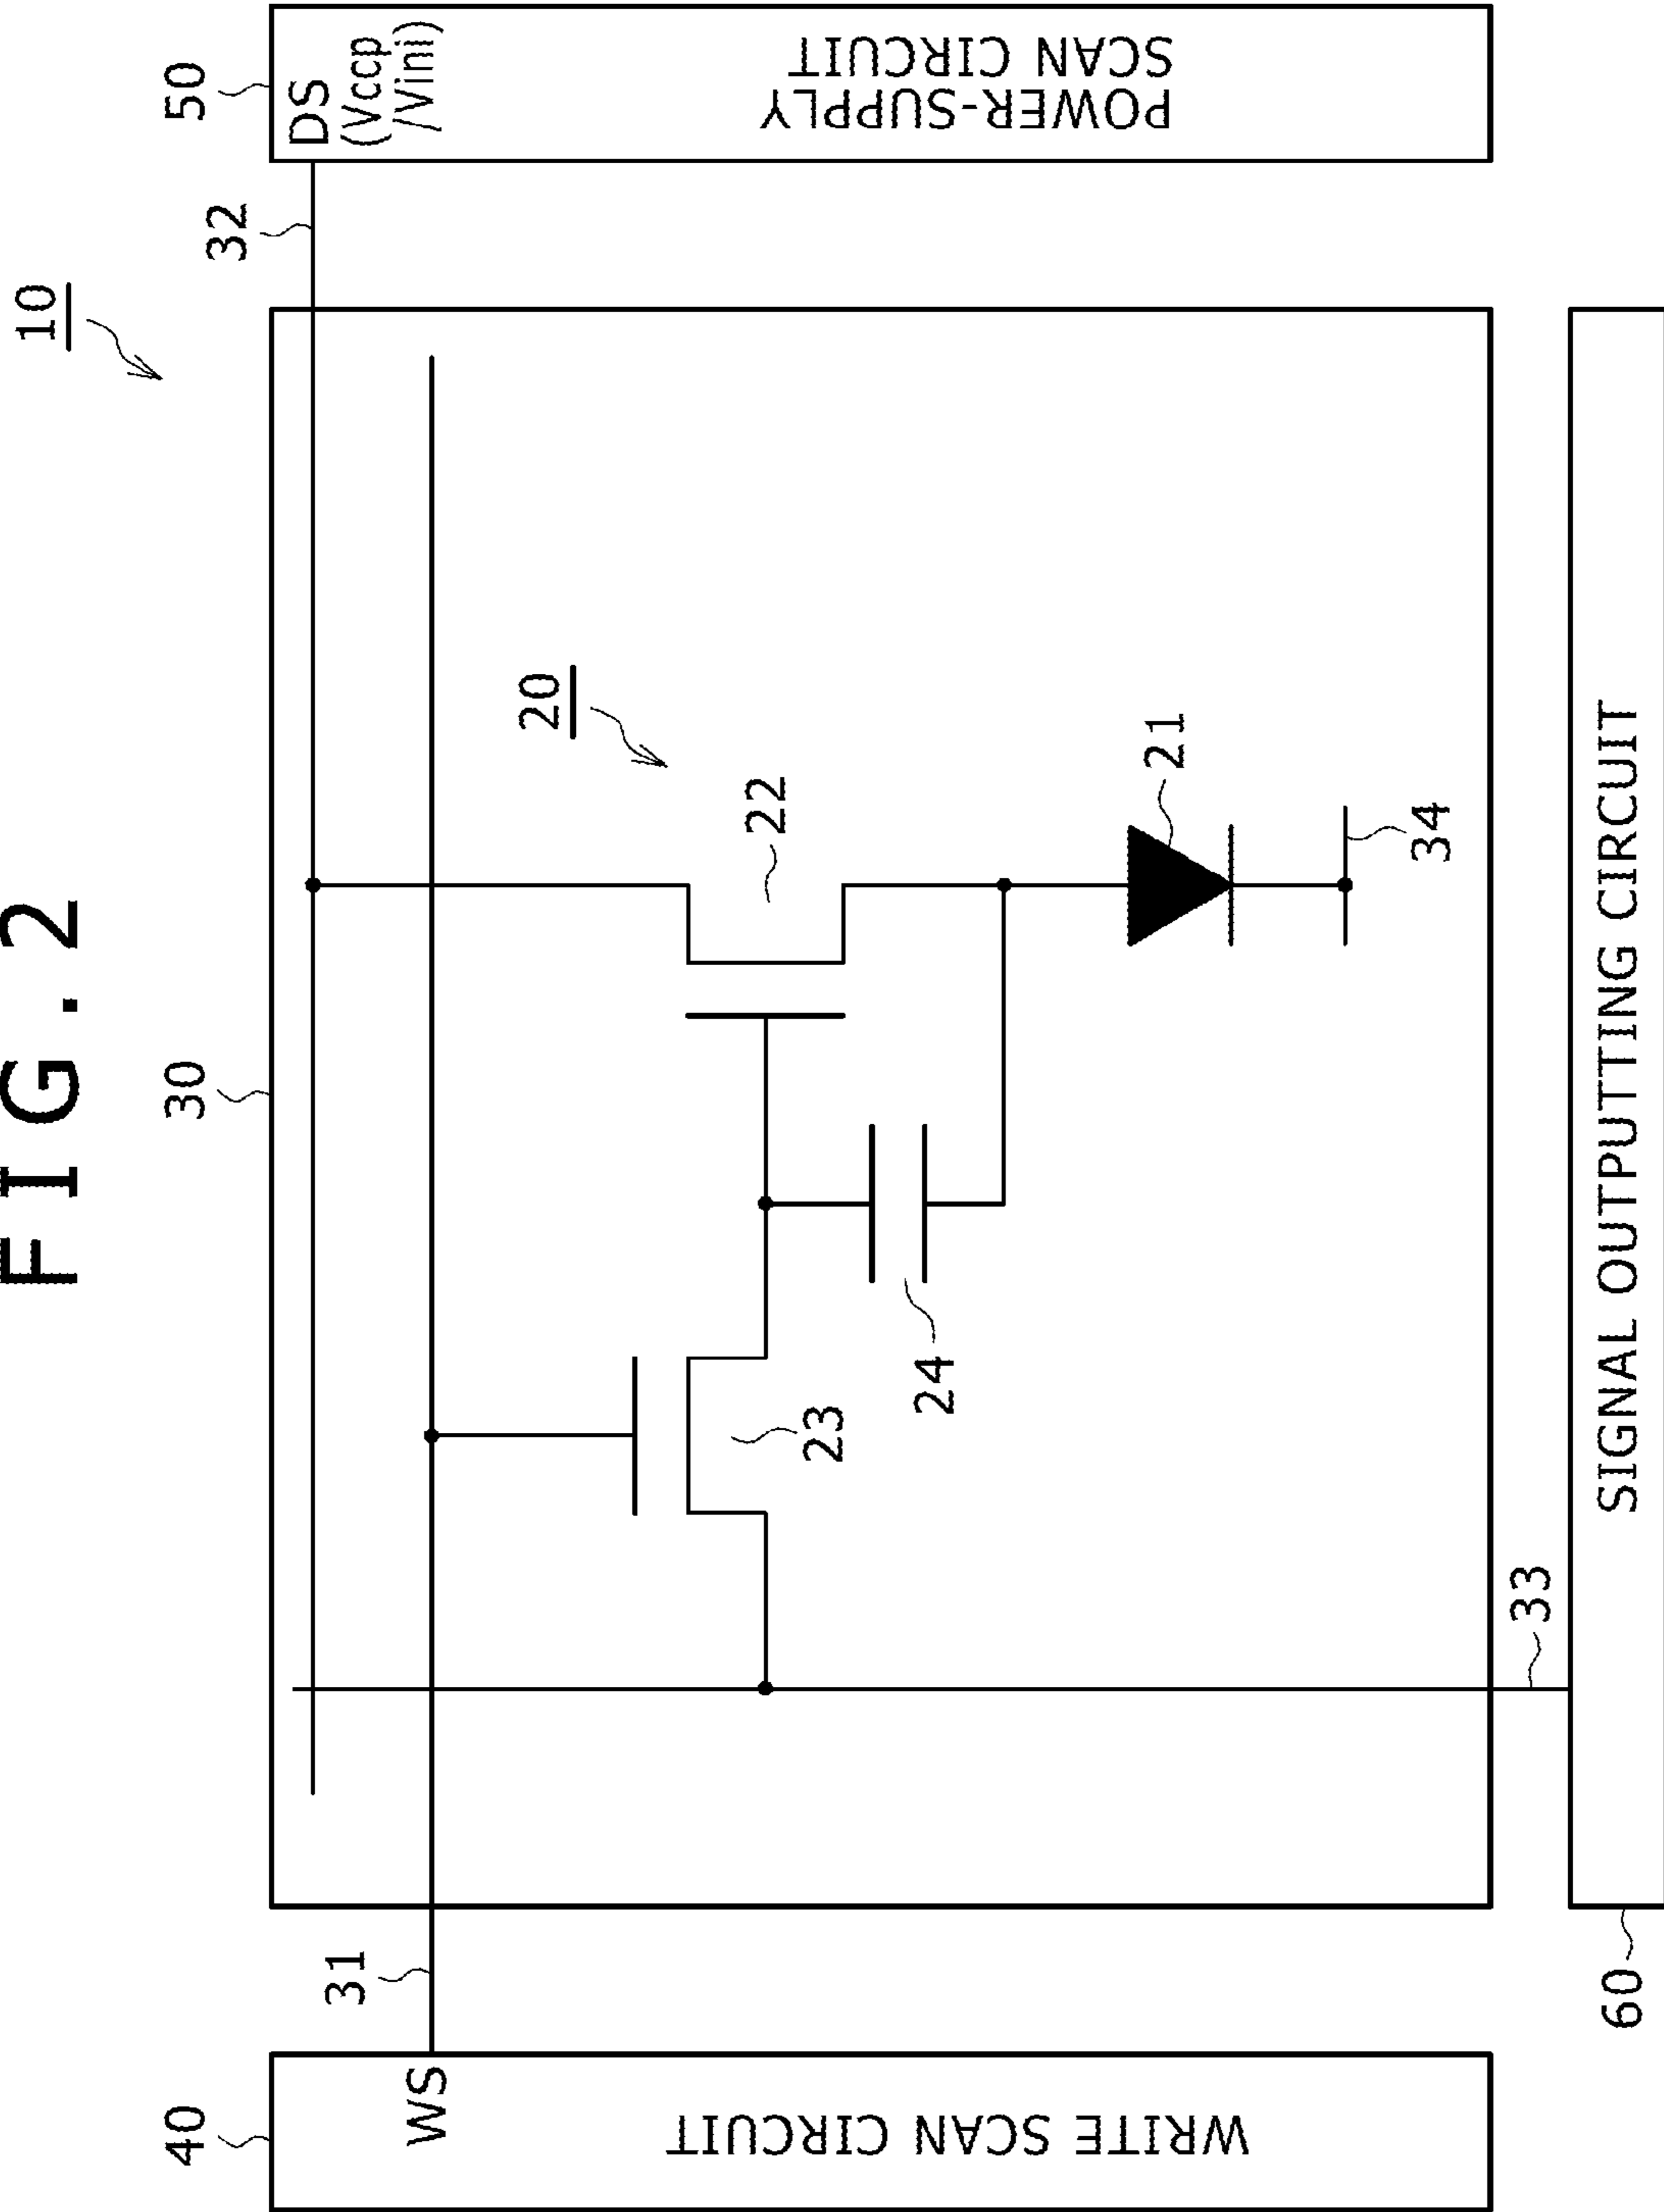 FIG. 2
10
30
40
50
31
32
WS
DS
(Vccp
/Vini)
20
22
23
24
21
34
WRITE SCAN CIRCUIT
POWER-SUPPLY
SCAN CIRCUIT
33
60
SIGNAL OUTPUTTING CIRCUIT